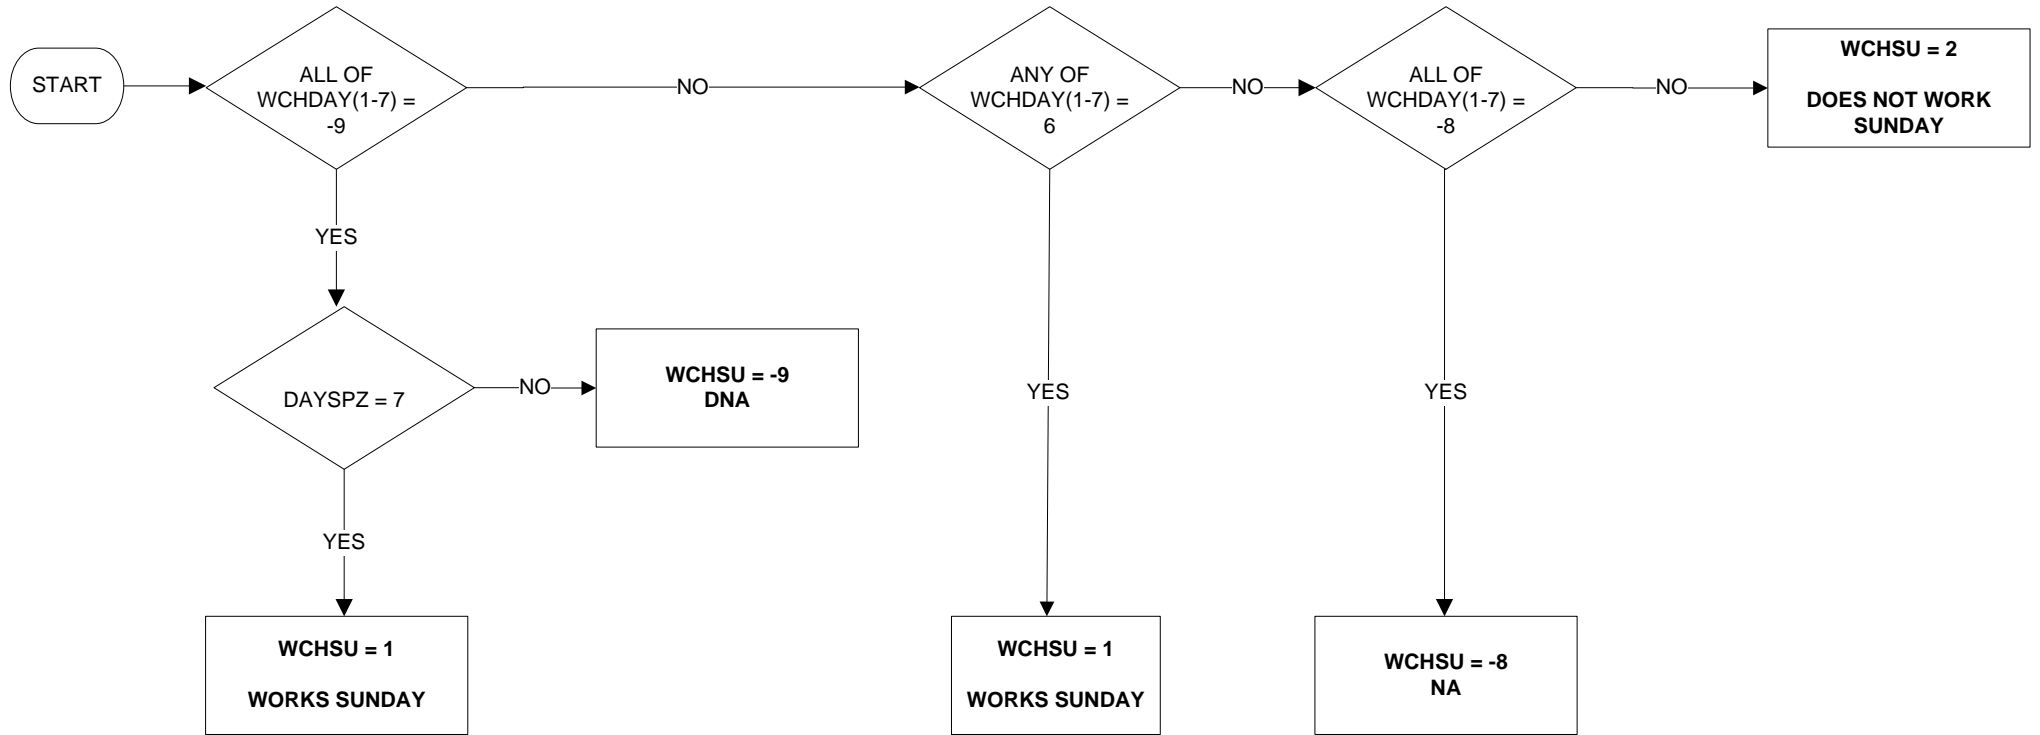 START
ALL OF
WCHDAY(1-7) =
-9
NO
ANY OF
WCHDAY(1-7) =
6
NO
ALL OF
WCHDAY(1-7) =
-8
NO
WCHSU = 2
DOES NOT WORK
SUNDAY
YES
DAYSPZ = 7
NO
WCHSU = -9
DNA
YES
YES
YES
WCHSU = 1
WORKS SUNDAY
WCHSU = 1
WORKS SUNDAY
WCHSU = -8
NA